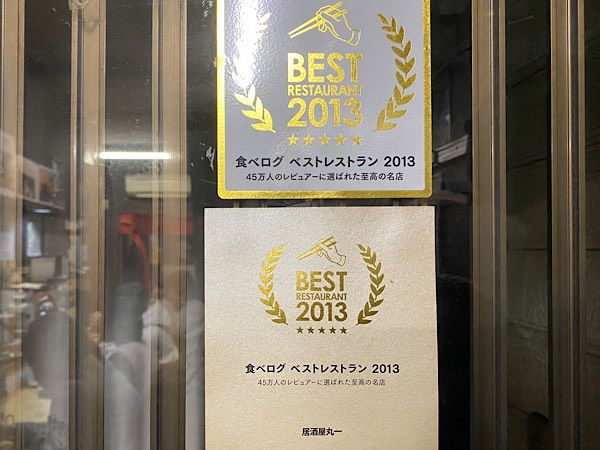 BEST
RESTAURANT
2013
食べログ ベストレストラン 2013
45万人のレビュアーに選ばれた至高の名店
BEST
RESTAURANT
2013
食べログ ベストレストラン 2013
45万人のレビュアーに選ばれた至高の名店
居酒屋丸一